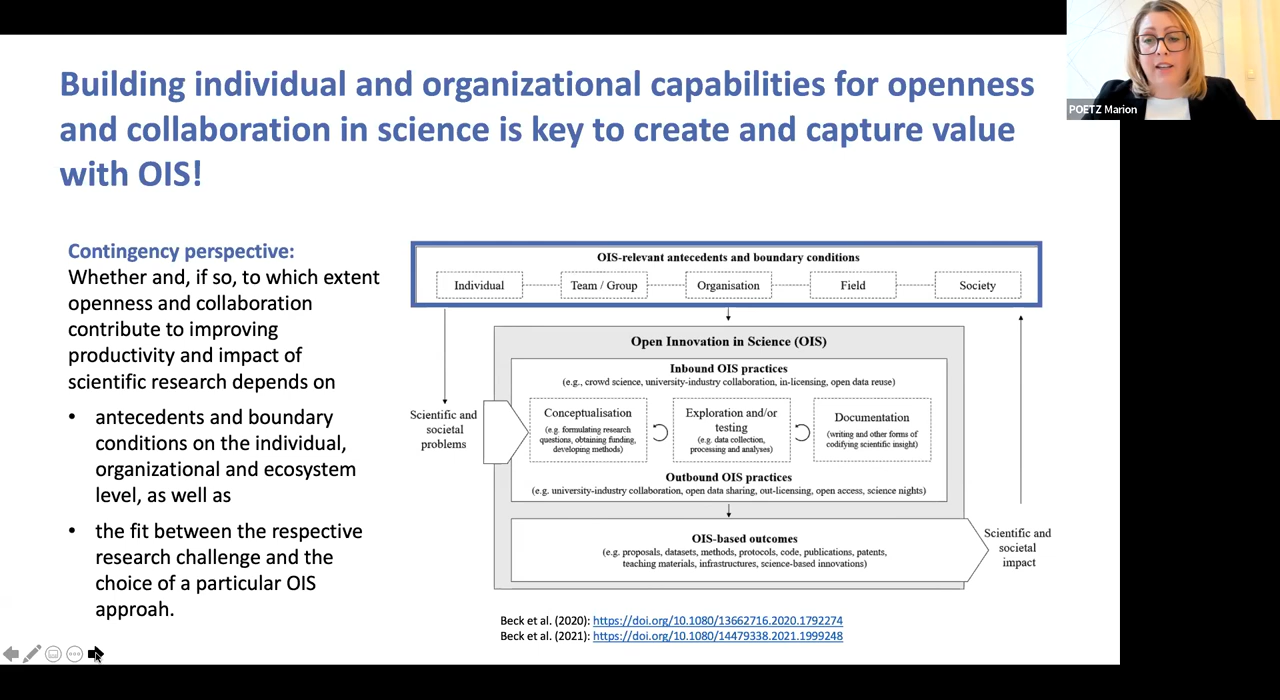 Building individual and organizational capabilities for openness
and collaboration in science is key to create and capture value
with OIS!
POETZ Marion
Contingency perspective:
Whether and, if so, to which extent
openness and collaboration
contribute to improving
productivity and impact of
scientific research depends on
• antecedents and boundary
conditions on the individual,
organizational and ecosystem
level, as well as
• the fit between the respective
research challenge and the
choice of a particular OIS
approah.
OIS-relevant antecedents and boundary conditions
Individual
Team / Group
Organisation
Field
Society
Open Innovation in Science (OIS)
Inbound OIS practices
(e.g., crowd science, university-industry collaboration, in-licensing, open data reuse)
Scientific and
societal
problems
Conceptualisation
(e.g. formulating research
questions, obtaining funding,
developing methods)
Exploration and/or
testing
(e.g. data collection,
processing and analyses)
Documentation
(writing and other forms of
codifying scientific insight)
Outbound OIS practices
(e.g. university-industry collaboration, open data sharing, out-licensing, open access, science nights)
OIS-based outcomes
(e.g. proposals, datasets, methods, protocols, code, publications, patents,
teaching materials, infrastructures, science-based innovations)
Scientific and
societal
impact
Beck et al. (2020): https://doi.org/10.1080/13662716.2020.1792274
Beck et al. (2021): https://doi.org/10.1080/14479338.2021.1999248